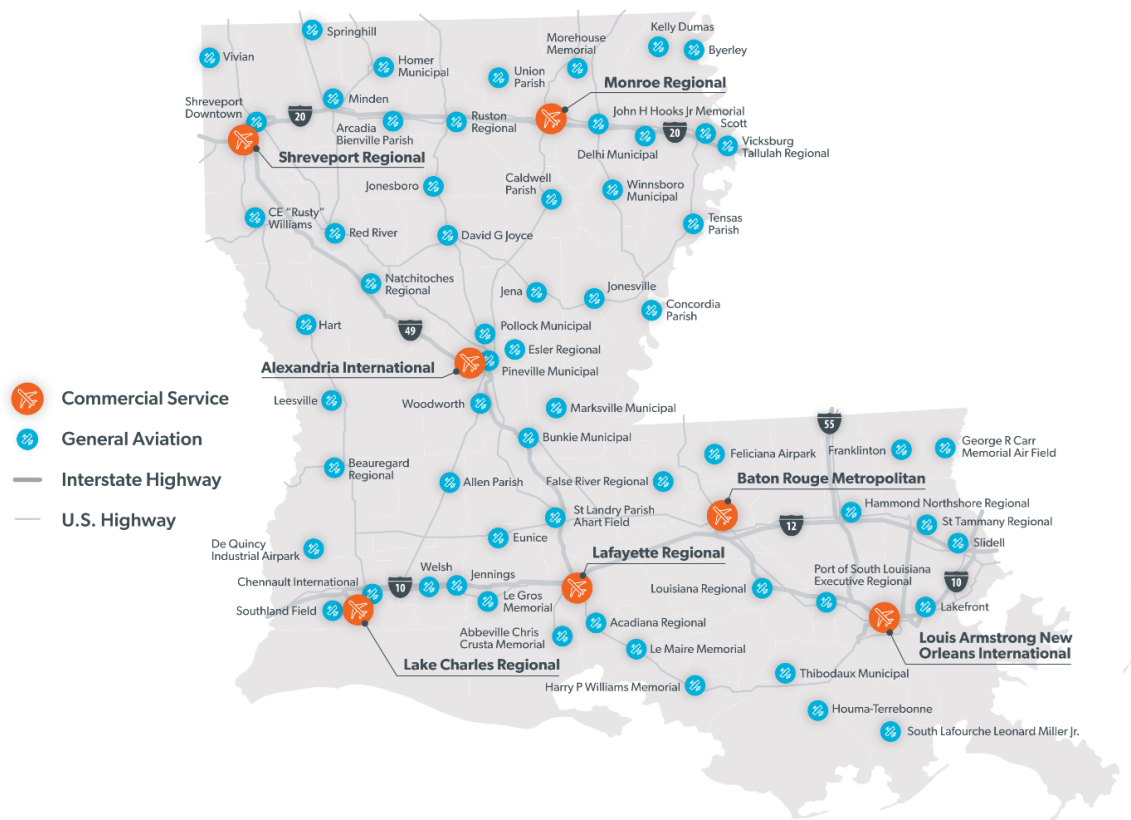 Springhill
Kelly Dumas
Morehouse
Memorial
Byerley
Vivian
Homer
Municipal
Union
Parish
Monroe Regional
Minden
Shreveport
Downtown
20
Arcadia
Bienville Parish
Ruston
Regional
John H Hooks Jr Memorial
Scott
20
Delhi Municipal
Vicksburg
Tallulah Regional
Shreveport Regional
Jonesboro
Caldwell
Parish
Winnsboro
Municipal
CE "Rusty"
Williams
Red River
David G Joyce
Tensas
Parish
Natchitoches
Regional
Jena
Jonesville
Concordia
Parish
Hart
49
Pollock Municipal
Esler Regional
Alexandria International
Pineville Municipal
Commercial Service
General Aviation
Interstate Highway
U.S. Highway
Leesville
Woodworth
Marksville Municipal
55
Bunkie Municipal
Feliciana Airpark
Franklinton
George R Carr
Memorial Air Field
Beauregard
Regional
Allen Parish
False River Regional
Baton Rouge Metropolitan
St Landry Parish
Ahart Field
12
Hammond Northshore Regional
St Tammany Regional
Slidell
De Quincy
Industrial Airpark
Eunice
Lafayette Regional
Chennault International
10
Welsh
Jennings
Le Gros
Memorial
Louisiana Regional
Port of South Louisiana
Executive Regional
10
Southland Field
Lakefront
Abbeville Chris
Crusta Memorial
Acadiana Regional
Louis Armstrong New
Orleans International
Lake Charles Regional
Le Maire Memorial
Harry P Williams Memorial
Thibodaux Municipal
Houma-Terrebonne
South Lafourche Leonard Miller Jr.